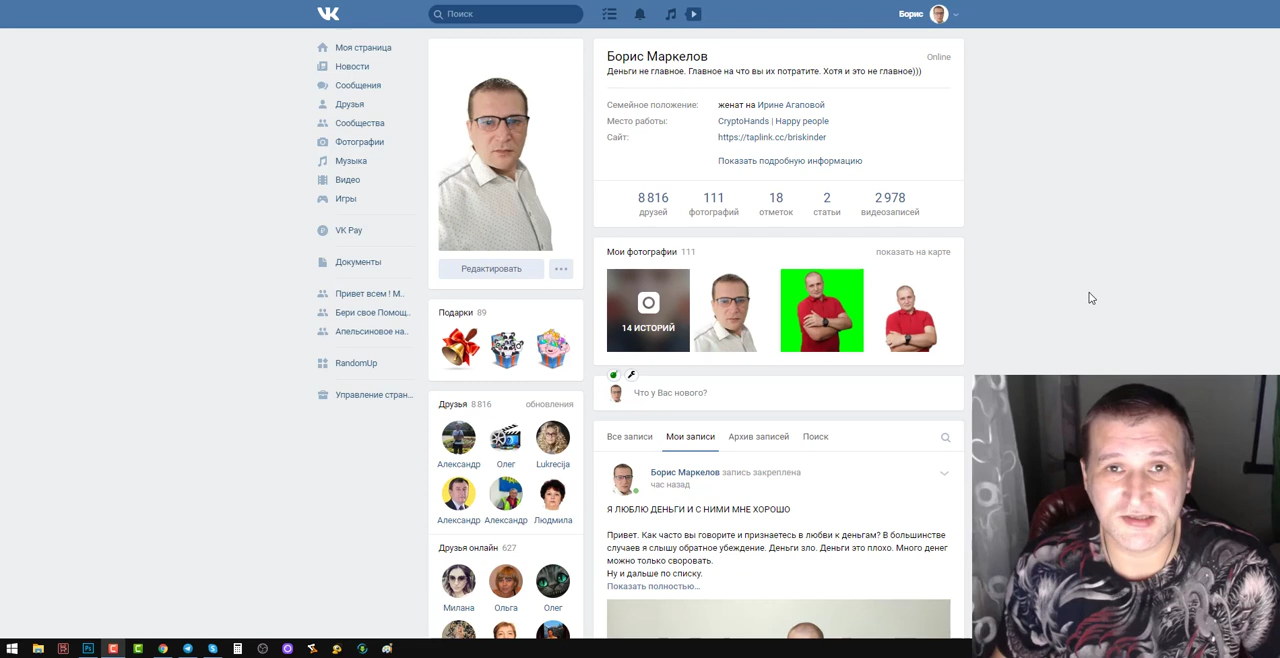 Поиск
Борис
Моя страница
Новости
Сообщения
Друзья
Сообщества
Фотографии
Музыка
Видео
Игры
VK Pay
Документы
Привет всем ! М..
Бери свое Помощ..
Апельсиновое на..
RandomUp
Управление стран...
Редактировать
Подарки 89
Друзья 8 816 обновления
Александр Олег Lukrecija
Александр Александр Людмила
Друзья онлайн 627
Милана Ольга Олег
Борис Маркелов Online
Деньги не главное. Главное на что вы их потратите. Хотя и это не главное)))
Семейное положение: женат на Ирине Агаповой
Место работы: CryptoHands | Happy people
Сайт: https://taplink.cc/briskinder
Показать подробную информацию
8 816 111 18 2 2 978
друзей фотографий отметок статьи видеозаписей
Мои фотографии 111 показать на карте
14 ИСТОРИЙ
Что у Вас нового?
Все записи Мои записи Архив записей Поиск
Борис Маркелов запись закреплена
час назад
Я ЛЮБЛЮ ДЕНЬГИ И С НИМИ МНЕ ХОРОШО
Привет. Как часто вы говорите и признаетесь в любви к деньгам? В большинстве
случаев я слышу обратное убеждение. Деньги зло. Деньги это плохо. Много денег
можно только своровать.
Ну и дальше по списку.
Показать полностью...